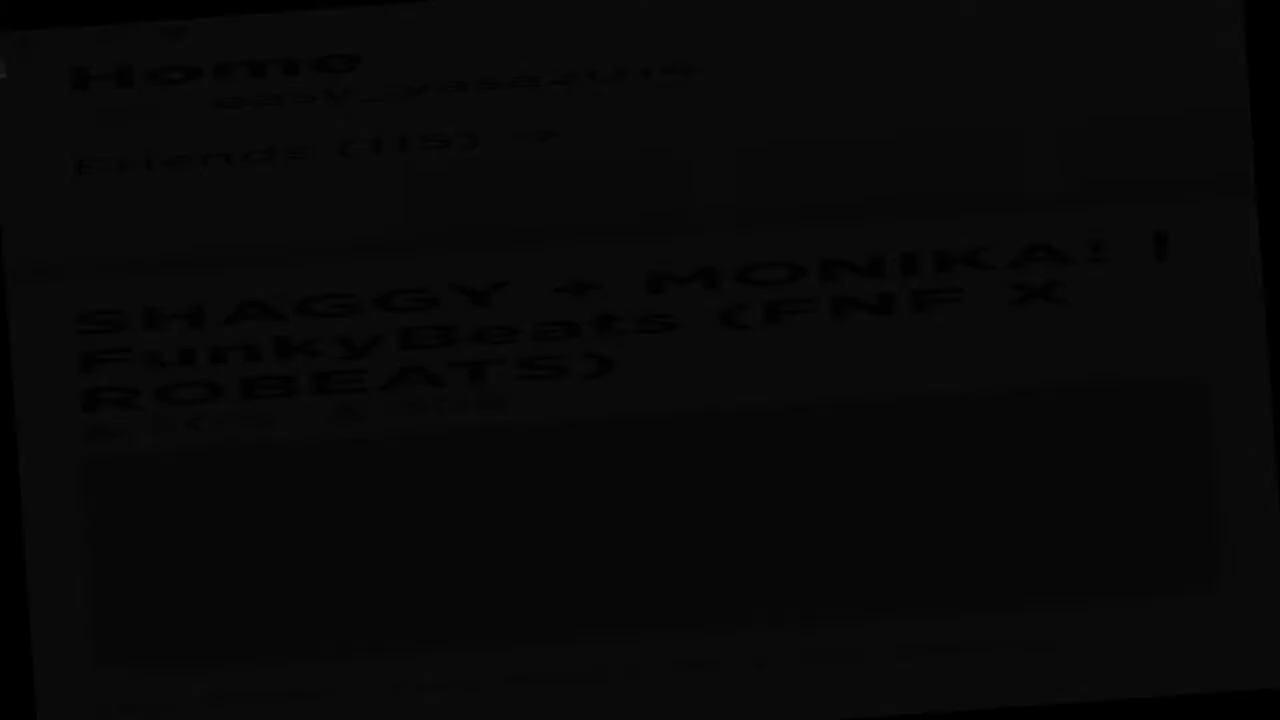 Home
Friends (115) →
SHAGGY + MONIKA! |
FunkyBeats (FNF X
ROBEATS)